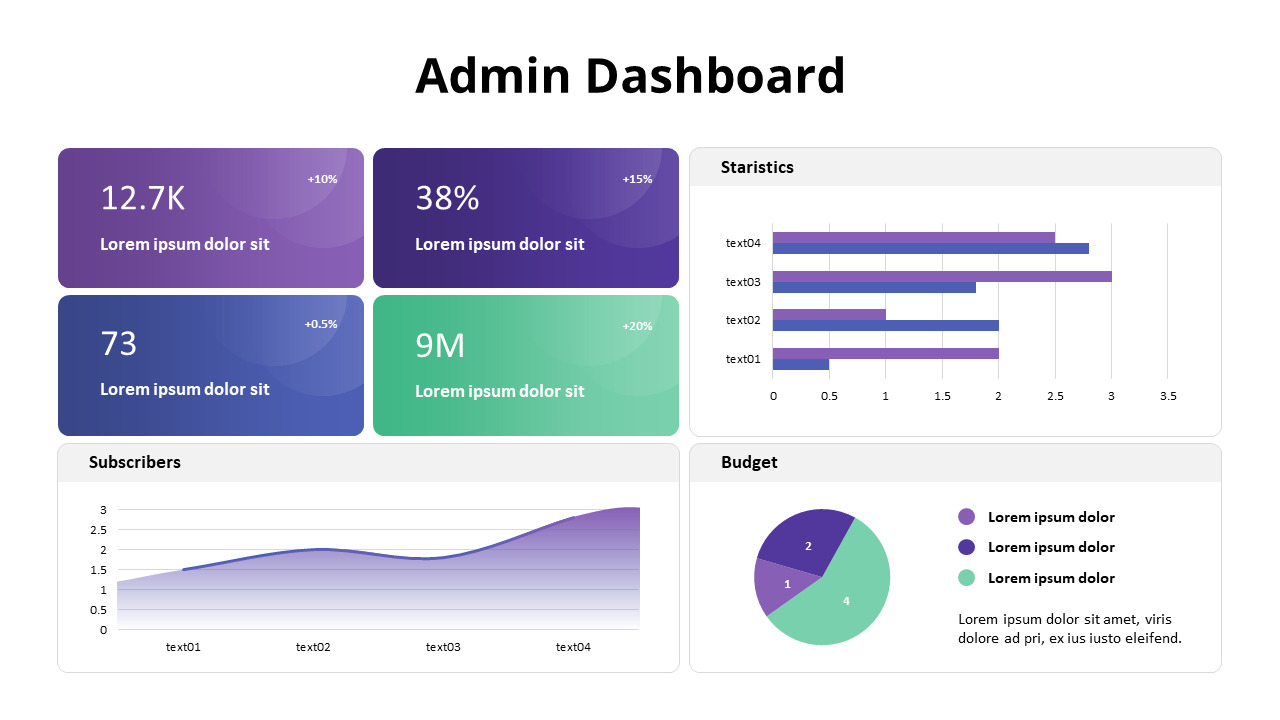 Admin Dashboard
+10%
12.7K
Lorem ipsum dolor sit
+15%
38%
Lorem ipsum dolor sit
+0.5%
73
Lorem ipsum dolor sit
+20%
9M
Lorem ipsum dolor sit
Staristics
text04
text03
text02
text01
0 0.5 1 1.5 2 2.5 3 3.5
Subscribers
3
2.5
2
1.5
1
0.5
0
text01 text02 text03 text04
Budget
2
1
4
Lorem ipsum dolor
Lorem ipsum dolor
Lorem ipsum dolor
Lorem ipsum dolor sit amet, viris
dolore ad pri, ex ius iusto eleifend.